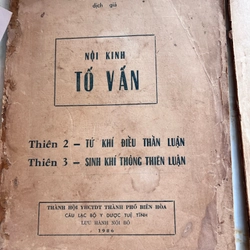 dịch giả
NỘI KINH
TỐ VẤN
Thiên 2 – TỨ KHÍ ĐIỀU THẦN LUẬN
Thiên 3 – SINH KHÍ THÔNG THIÊN LUẬN
THÀNH HỘI YHCTDT THÀNH PHỐ BIÊN HÒA
CÂU LẠC BỘ Y DƯỢC TUỆ TĨNH
LƯU HÀNH NỘI BỘ
1986